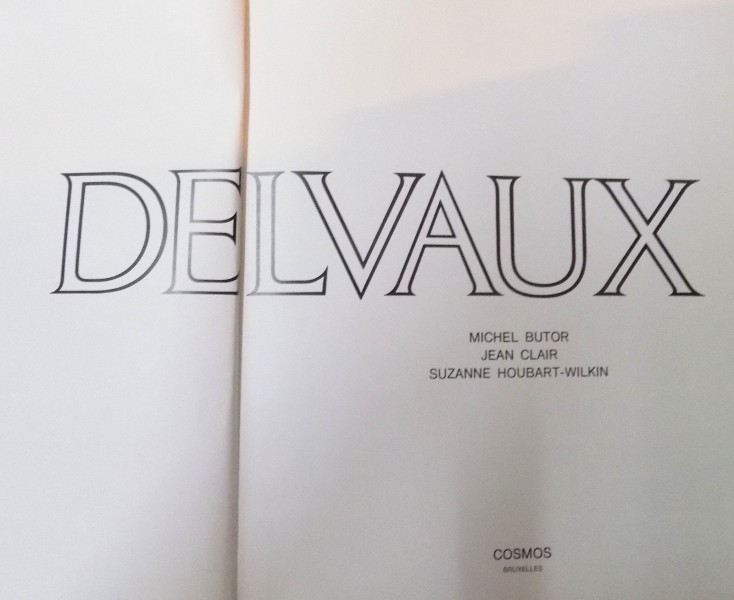 DELVAUX
MICHEL BUTOR
JEAN CLAIR
SUZANNE HOUBART-WILKIN
COSMOS
BRUXELLES